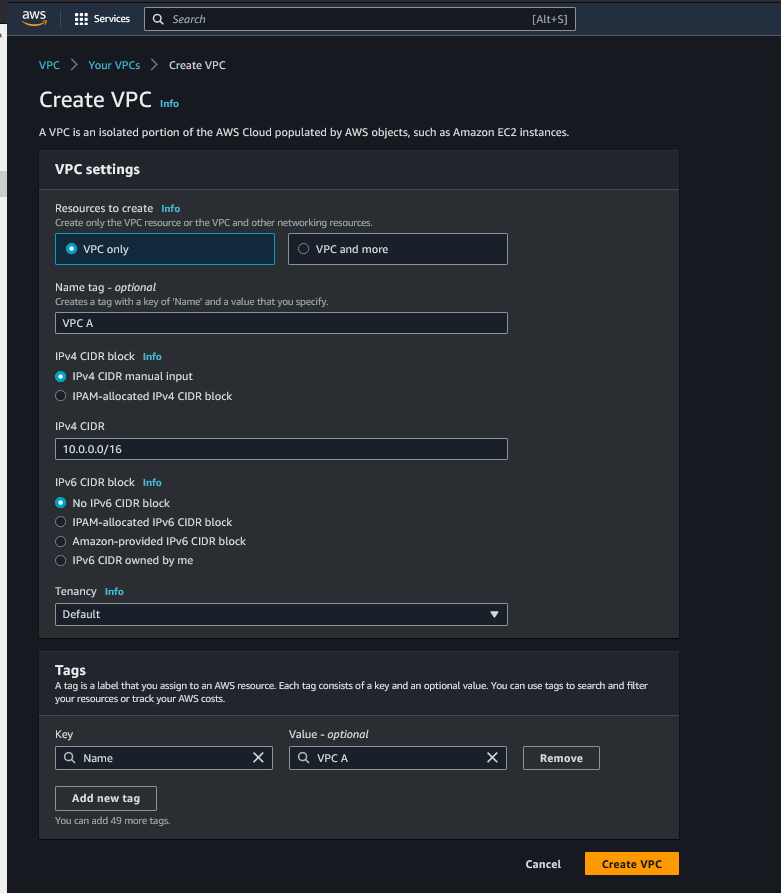 aws
Services
Search [Alt+S]
VPC Your VPCs Create VPC
Create VPC Info
A VPC is an isolated portion of the AWS Cloud populated by AWS objects, such as Amazon EC2 instances.
VPC settings
Resources to create Info
Create only the VPC resource or the VPC and other networking resources.
VPC only
VPC and more
Name tag - optional
Creates a tag with a key of 'Name' and a value that you specify.
VPC A
IPv4 CIDR block Info
IPv4 CIDR manual input
IPAM-allocated IPv4 CIDR block
IPv4 CIDR
10.0.0.0/16
IPv6 CIDR block Info
No IPv6 CIDR block
IPAM-allocated IPv6 CIDR block
Amazon-provided IPv6 CIDR block
IPv6 CIDR owned by me
Tenancy Info
Default
Tags
A tag is a label that you assign to an AWS resource. Each tag consists of a key and an optional value. You can use tags to search and filter
your resources or track your AWS costs.
Key
Value - optional
Name
VPC A
Remove
Add new tag
You can add 49 more tags.
Cancel
Create VPC